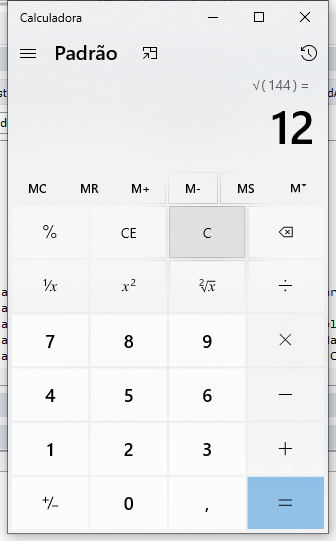 Calculadora
Padrão
√(144) =
12
MC MR M+ M- MS M˅
% CE C
¹/x x² ²√x ÷
7 8 9 ×
4 5 6 −
1 2 3 +
+/− 0 , =